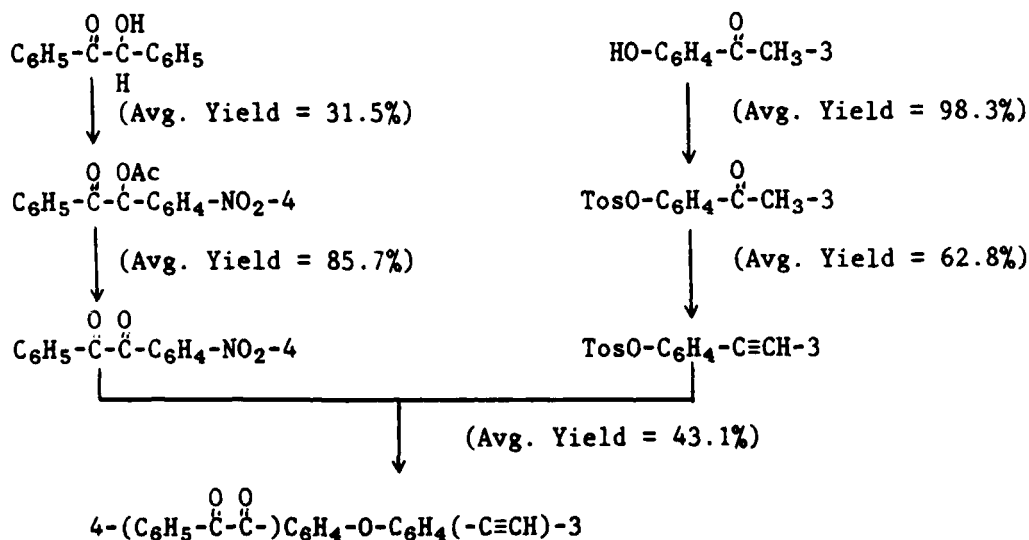 O OH
C6H5-C-C-C6H5
H
(Avg. Yield = 31.5%)
O OAc
C6H5-C-C-C6H4-NO2-4
(Avg. Yield = 85.7%)
O O
C6H5-C-C-C6H4-NO2-4
O
HO-C6H4-C-CH3-3
(Avg. Yield = 98.3%)
O
TosO-C6H4-C-CH3-3
(Avg. Yield = 62.8%)
TosO-C6H4-C≡CH-3
(Avg. Yield = 43.1%)
O O
4-(C6H5-C-C-)C6H4-O-C6H4(-C≡CH)-3